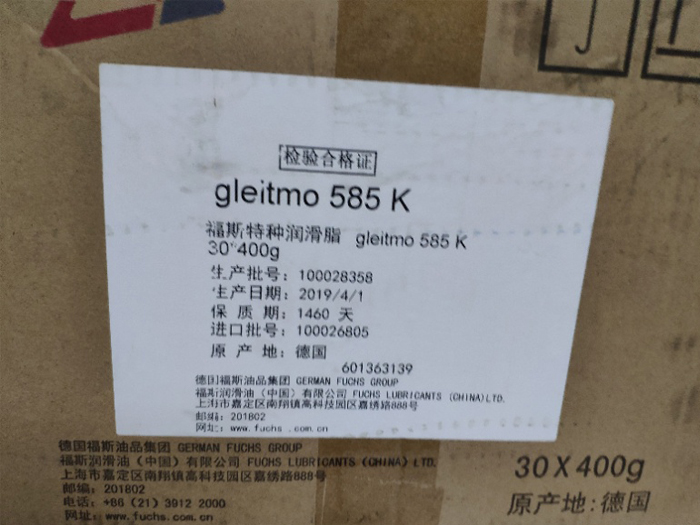 检验合格证
gleitmo 585 K
福斯特种润滑脂 gleitmo 585 K
30*400g
生产批号: 100028358
生产日期: 2019/4/1
保 质 期: 1460 天
进口批号: 100026805
原 产 地: 德国
601363139
德国福斯油品集团 GERMAN FUCHS GROUP
福斯润滑油（中国）有限公司 FUCHS LUBRICANTS (CHINA)LTD.
上海市嘉定区南翔镇高科技园区嘉绣路888号
邮编: 201802
网址: www.fuchs.com.cn
德国福斯油品集团 GERMAN FUCHS GROUP
福斯润滑油（中国）有限公司 FUCHS LUBRICANTS (CHINA) LTD.
上海市嘉定区南翔镇高科技园区嘉绣路888号
邮编: 201802
电话: +86 (21) 3912 2000
网址: www.fuchs.com.cn
30X400g
原产地:德国